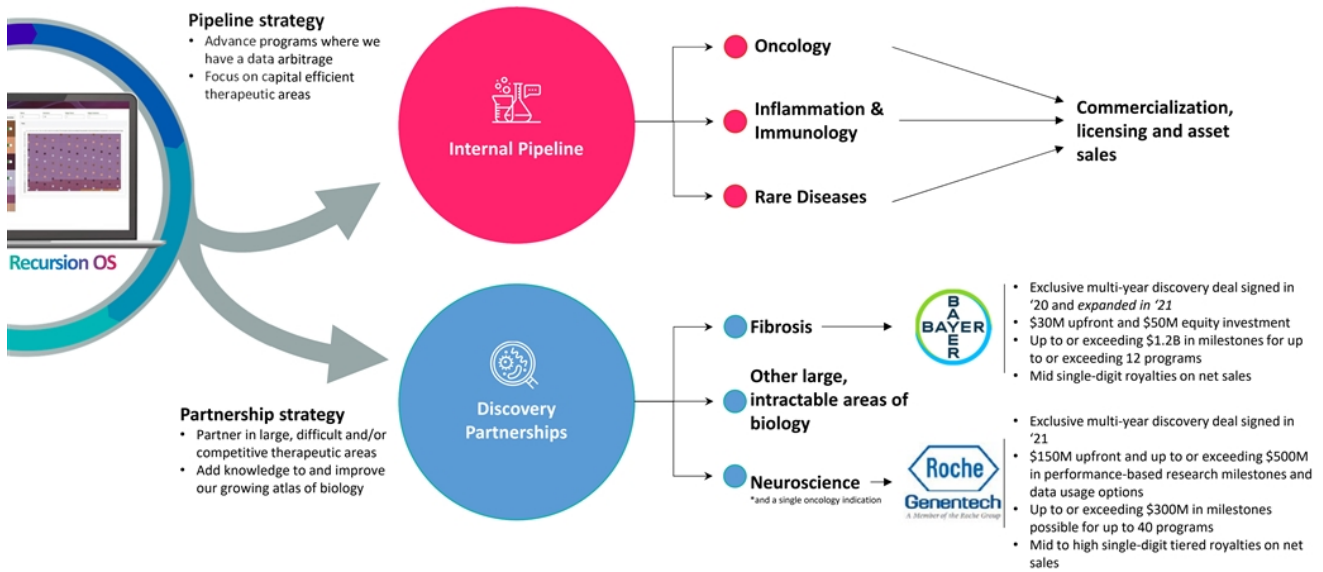 Pipeline strategy
• Advance programs where we
have a data arbitrage
• Focus on capital efficient
therapeutic areas
Recursion OS
Internal Pipeline
Oncology
Inflammation &
Immunology
Rare Diseases
Commercialization,
licensing and asset
sales
Partnership strategy
• Partner in large, difficult and/or
competitive therapeutic areas
• Add knowledge to and improve
our growing atlas of biology
Discovery
Partnerships
Fibrosis
Other large,
intractable areas of
biology
Neuroscience
*and a single oncology indication
BAYER
BAYER
• Exclusive multi-year discovery deal signed in
‘20 and expanded in ‘21
• $30M upfront and $50M equity investment
• Up to or exceeding $1.2B in milestones for up
to or exceeding 12 programs
• Mid single-digit royalties on net sales
Roche
Genentech
A Member of the Roche Group
• Exclusive multi-year discovery deal signed in
‘21
• $150M upfront and up to or exceeding $500M
in performance-based research milestones and
data usage options
• Up to or exceeding $300M in milestones
possible for up to 40 programs
• Mid to high single-digit tiered royalties on net
sales